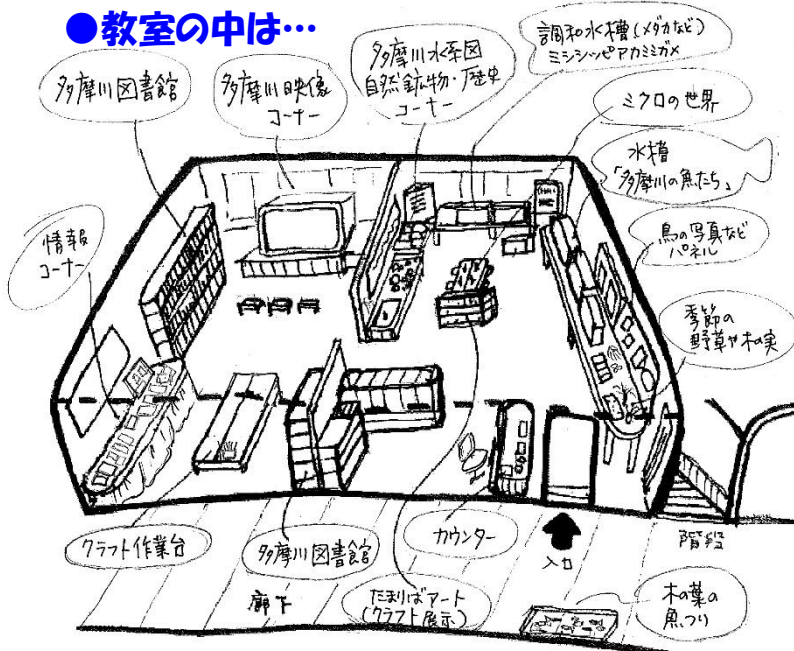 ●教室の中は…
多摩川図書館
多摩川映像
コーナー
多摩川水系図
自然鉱物・歴史
コーナー
調和水槽(メダカなど)
ミシシッピアカミミガメ
ミクロの世界
水槽
「多摩川の魚たち」
鳥の写真など
パネル
季節の
野草や木の実
情報
コーナー
クラフト作業台
多摩川図書館
たまりばアート
(クラフト展示)
カウンター
入口
階段
廊下
木の葉の
魚つり